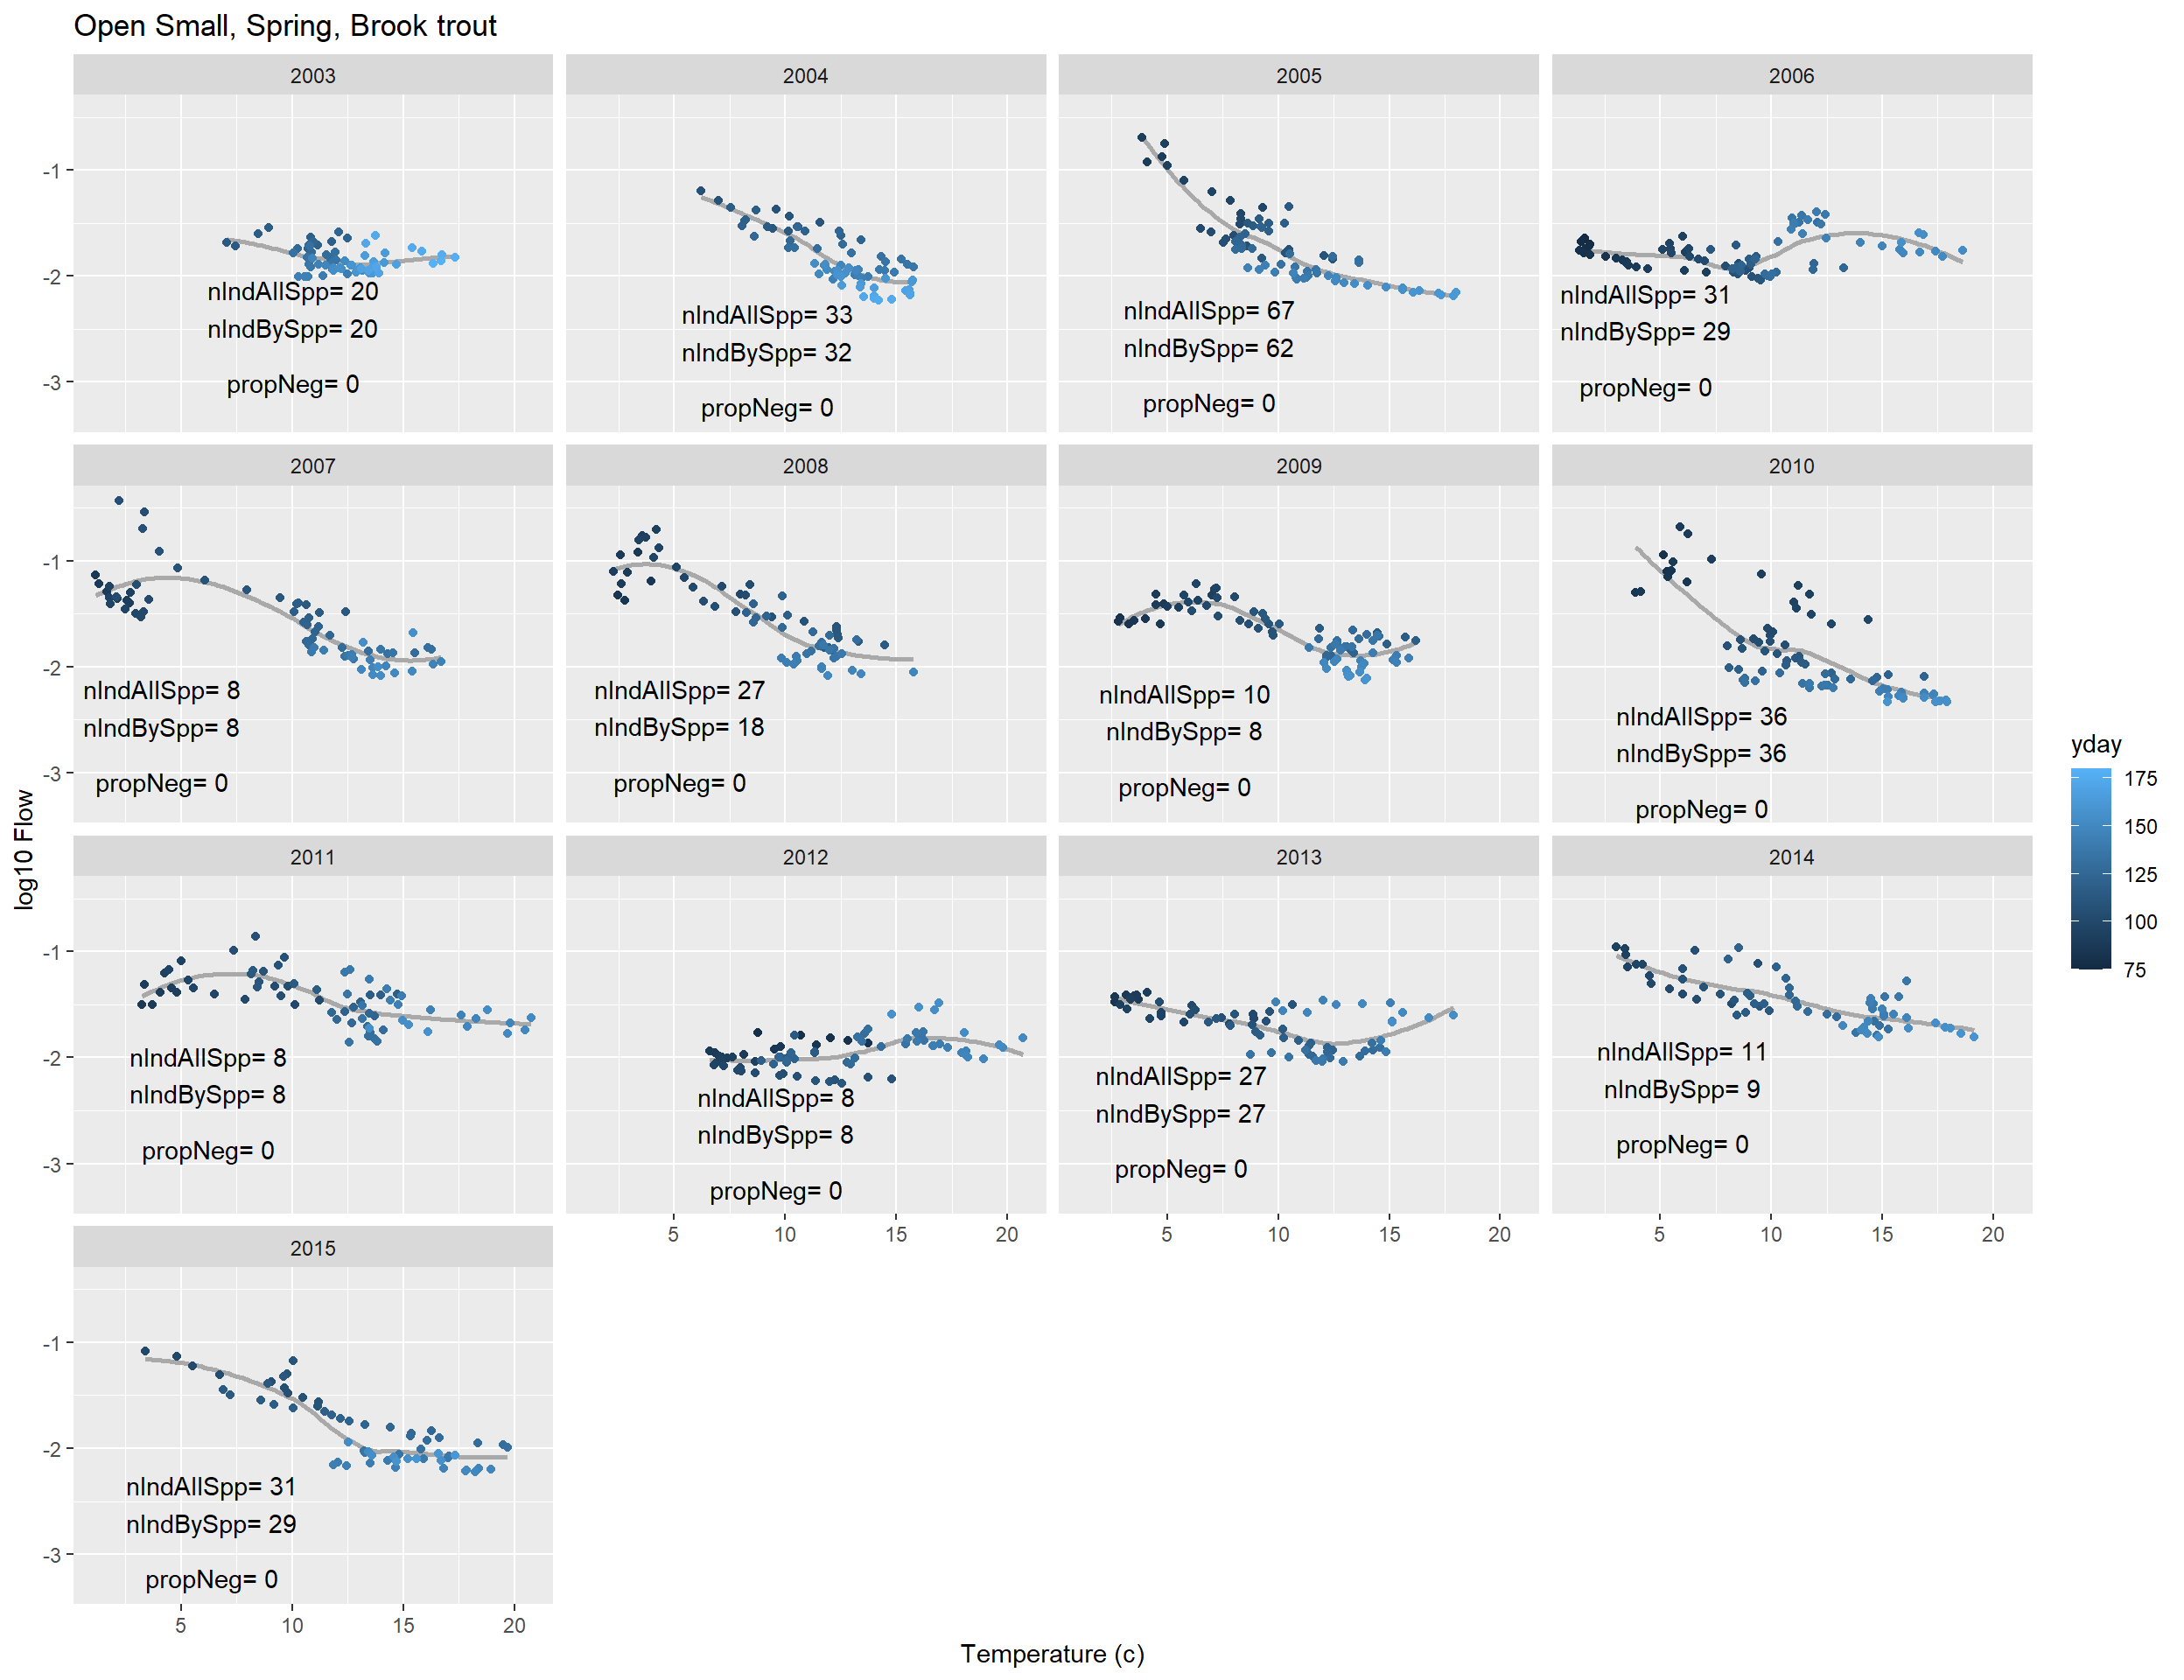 Open Small, Spring, Brook trout
2003
2004
2005
2006
-1
-2
-3
nIndAllSpp= 20
nIndBySpp= 20
propNeg= 0
nIndAllSpp= 33
nIndBySpp= 32
propNeg= 0
nIndAllSpp= 67
nIndBySpp= 62
propNeg= 0
nIndAllSpp= 31
nIndBySpp= 29
propNeg= 0
2007
2008
2009
2010
-1
-2
-3
nIndAllSpp= 8
nIndBySpp= 8
propNeg= 0
nIndAllSpp= 27
nIndBySpp= 18
propNeg= 0
nIndAllSpp= 10
nIndBySpp= 8
propNeg= 0
nIndAllSpp= 36
nIndBySpp= 36
propNeg= 0
log10 Flow
yday
175
150
125
100
75
2011
2012
2013
2014
-1
-2
-3
nIndAllSpp= 8
nIndBySpp= 8
propNeg= 0
nIndAllSpp= 8
nIndBySpp= 8
propNeg= 0
nIndAllSpp= 27
nIndBySpp= 27
propNeg= 0
nIndAllSpp= 11
nIndBySpp= 9
propNeg= 0
5 10 15 20
5 10 15 20
5 10 15 20
2015
-1
-2
-3
nIndAllSpp= 31
nIndBySpp= 29
propNeg= 0
5 10 15 20
Temperature (c)